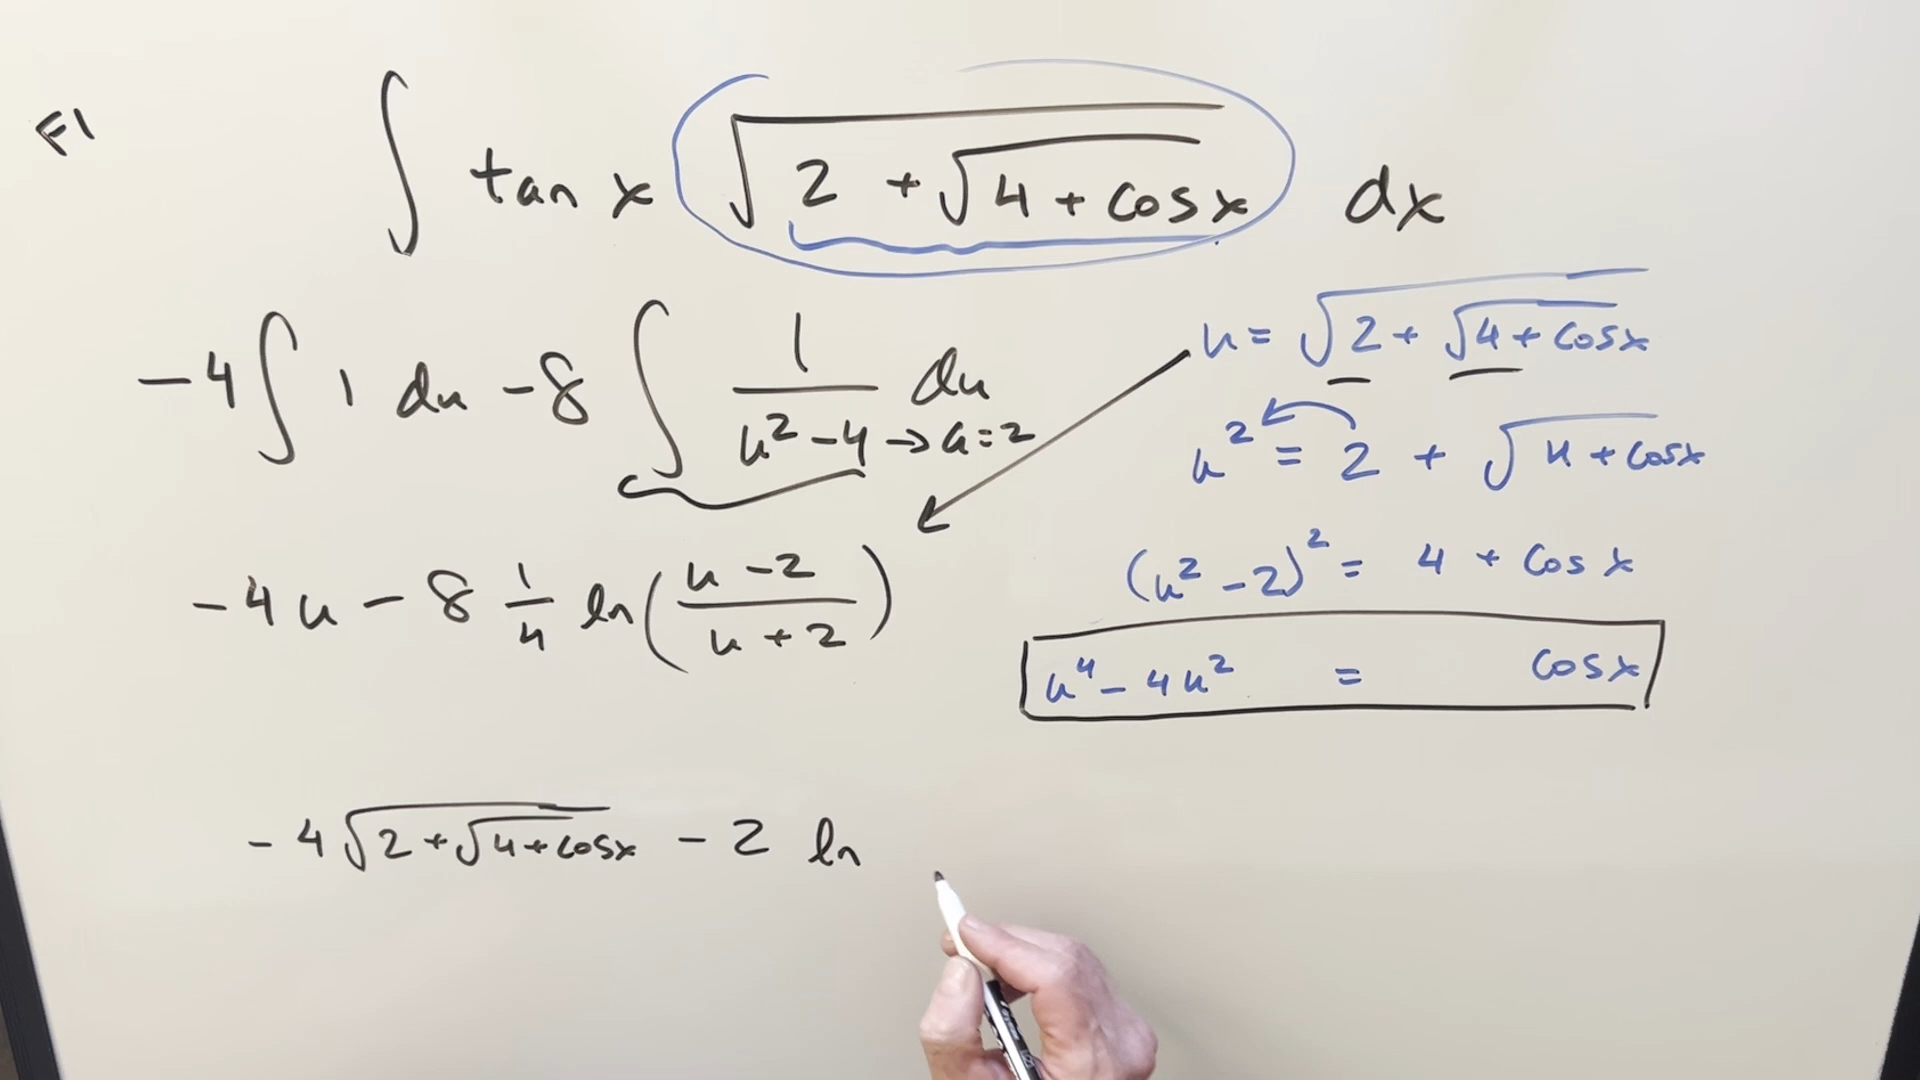 F1
∫ tan x √(2 + √(4 + cos x)) dx
-4 ∫ 1 du - 8 ∫ 1/(u² - 4) du → a = 2
u = √(2 + √(4 + cos x))
u² = 2 + √(4 + cos x)
(u² - 2)² = 4 + cos x
u⁴ - 4u² = cos x
-4u - 8 1/4 ln((u - 2)/(u + 2))
-4√(2 + √(4 + cos x)) - 2 ln